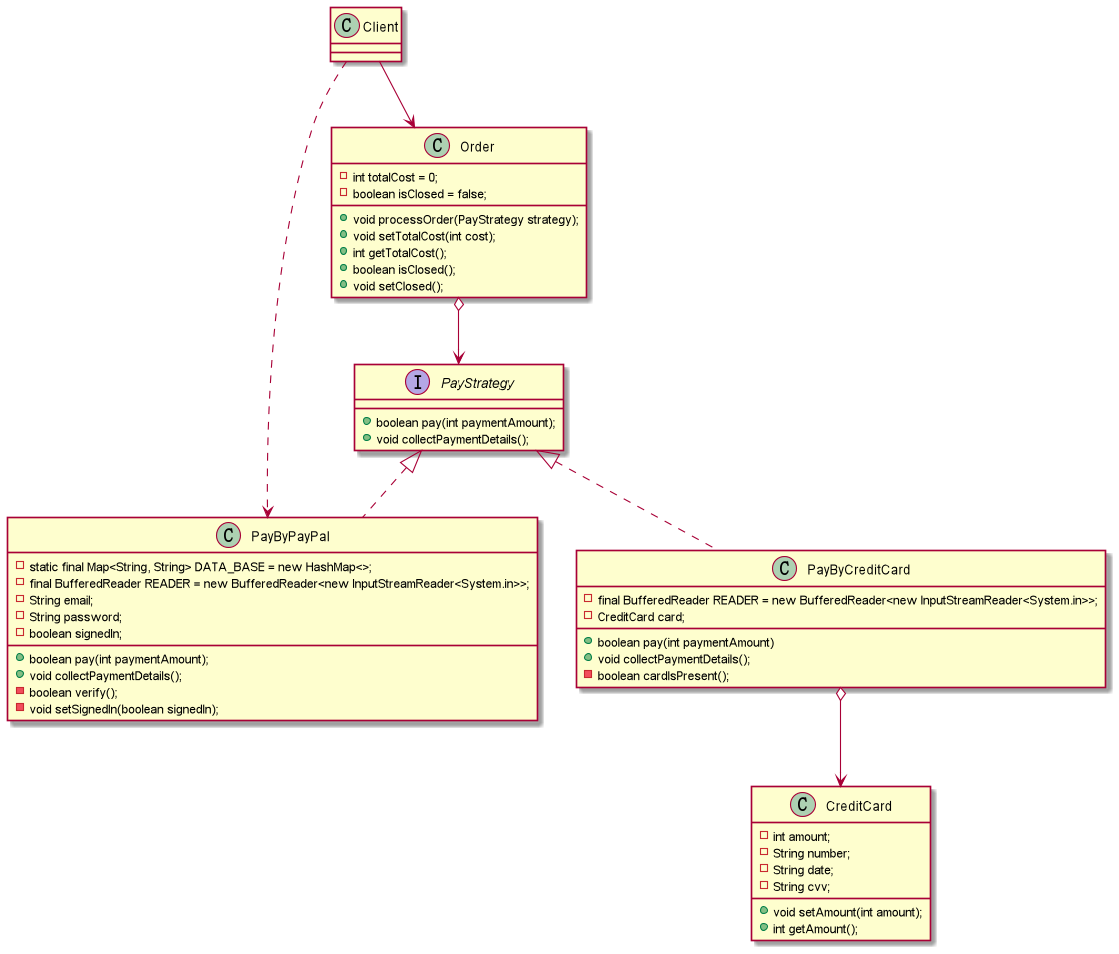 C Client
C Order
int totalCost = 0;
boolean isClosed = false;
void processOrder(PayStrategy strategy);
void setTotalCost(int cost);
int getTotalCost();
boolean isClosed();
void setClosed();
I PayStrategy
boolean pay(int paymentAmount);
void collectPaymentDetails();
C PayByPayPal
static final Map<String, String> DATA_BASE = new HashMap<>;
final BufferedReader READER = new BufferedReader<new InputStreamReader<System.in>>;
String email;
String password;
boolean signedIn;
boolean pay(int paymentAmount);
void collectPaymentDetails();
boolean verify();
void setSignedIn(boolean signedIn);
C PayByCreditCard
final BufferedReader READER = new BufferedReader<new InputStreamReader<System.in>>;
CreditCard card;
boolean pay(int paymentAmount)
void collectPaymentDetails();
boolean cardIsPresent();
C CreditCard
int amount;
String number;
String date;
String cvv;
void setAmount(int amount);
int getAmount();